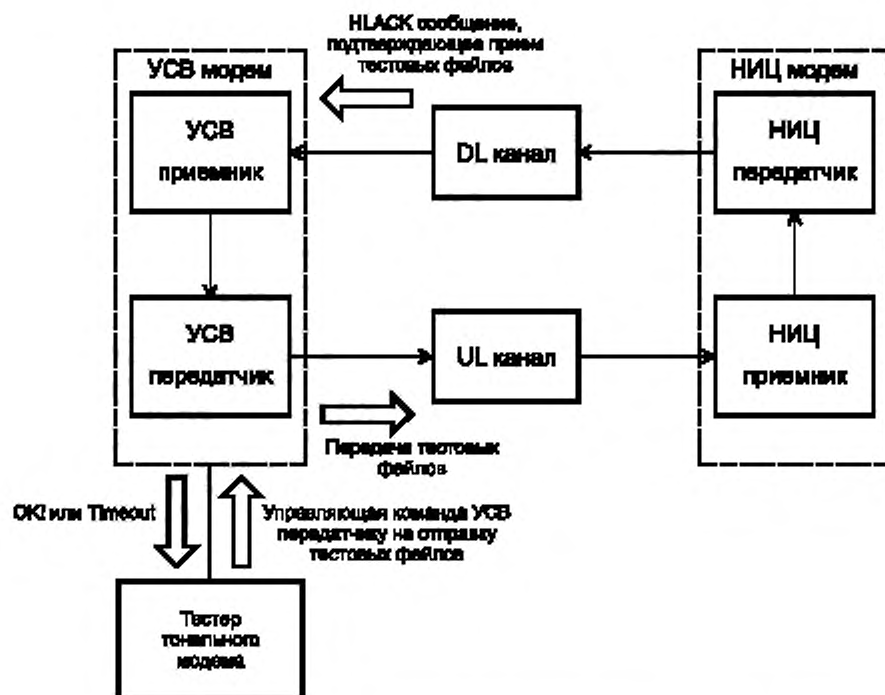 HLACK сообщение,
подтверждающее прием
тестовых файлов
УСВ модем
НИЦ модем
УСВ
приемник
DL канал
НИЦ
передатчик
УСВ
передатчик
UL канал
НИЦ
приемник
Передача тестовых
файлов
OK! или Timeout
Управляющая команда УСВ
передатчику на отправку
тестовых файлов
Тестер
тонального
модема